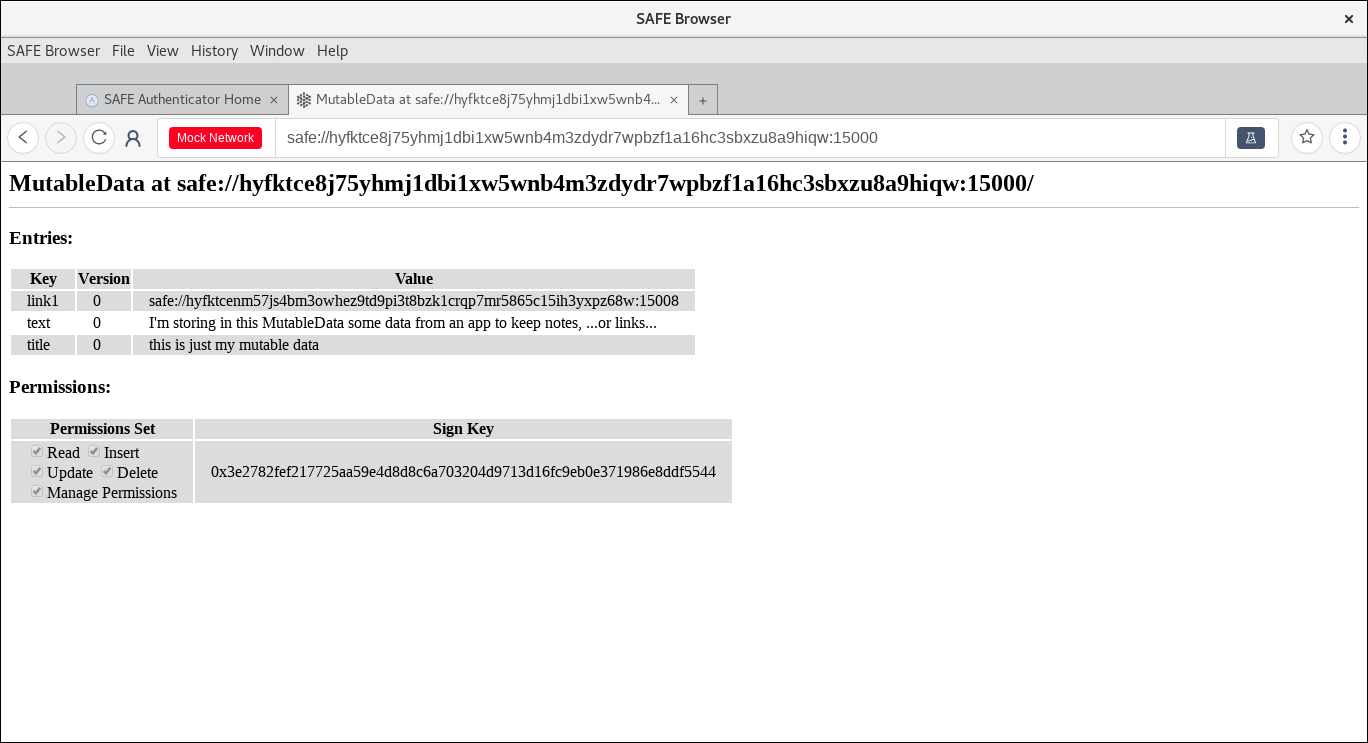 SAFE Browser
SAFE Browser File View History Window Help
SAFE Authenticator Home MutableData at safe://hyfktce8j75yhmj1dbi1xw5wnb4...
Mock Network safe://hyfktce8j75yhmj1dbi1xw5wnb4m3zdydr7wpbzf1a16hc3sbxzu8a9hiqw:15000
MutableData at safe://hyfktce8j75yhmj1dbi1xw5wnb4m3zdydr7wpbzf1a16hc3sbxzu8a9hiqw:15000/
Entries:
Key Version Value
link1 0 safe://hyfktcenm57js4bm3owhez9td9pi3t8bzk1crqp7mr5865c15ih3yxpz68w:15008
text 0 I'm storing in this MutableData some data from an app to keep notes, ...or links...
title 0 this is just my mutable data
Permissions:
Permissions Set Sign Key
Read Insert
Update Delete 0x3e2782fef217725aa59e4d8d8c6a703204d9713d16fc9eb0e371986e8ddf5544
Manage Permissions